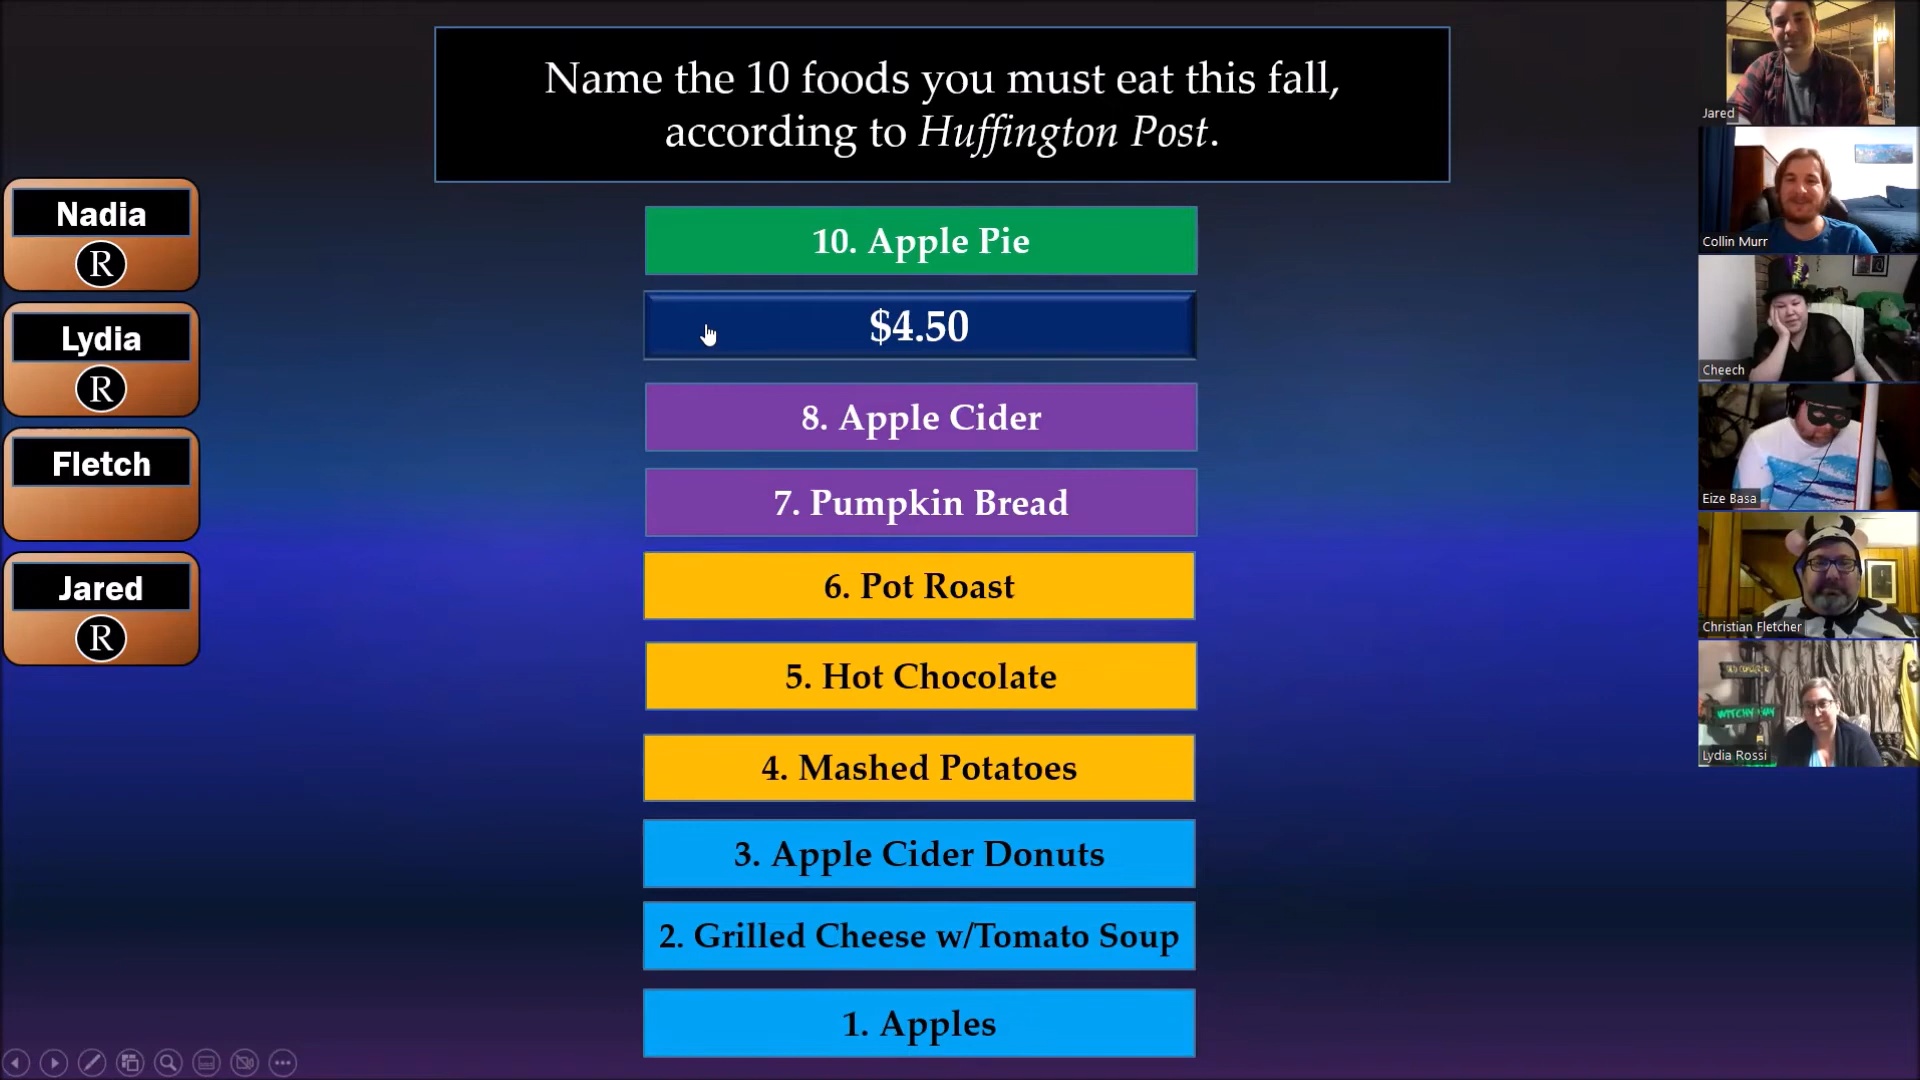 Name the 10 foods you must eat this fall,
according to Huffington Post.
Nadia
R
Lydia
R
Fletch
Jared
R
10. Apple Pie
$4.50
8. Apple Cider
7. Pumpkin Bread
6. Pot Roast
5. Hot Chocolate
4. Mashed Potatoes
3. Apple Cider Donuts
2. Grilled Cheese w/Tomato Soup
1. Apples
Jared
Collin Murr
Cheech
Eize Basa
Christian Fletcher
WITCHY WAY
Lydia Rossi